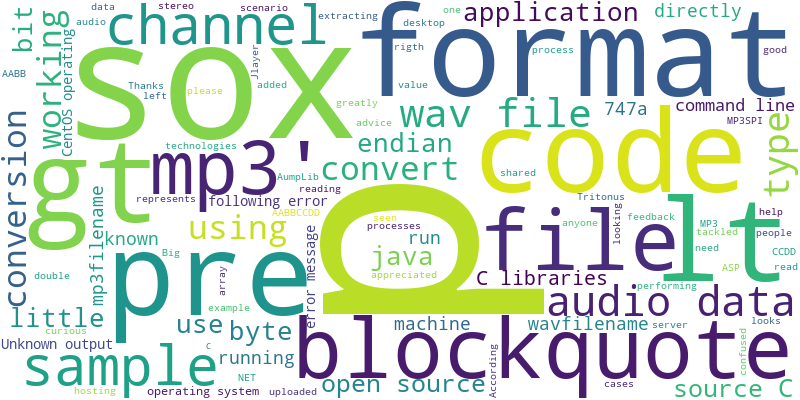 data
stereo
scenario
extracting
one
application
directly
bit
channel
format
audio
desktop
rigth
process
good
AABB
working
CentOS operating
sox
Jlayer
Thanks
left
please
added
value
greatly
advice
wav file
747a
command line
MP3SPI
type
conversion
gt
technologies
mp3'
AumpLib
reading
endian
convert
code
shared
represents
following error
Tritonus
mp3filename
known
using
AABBCCDD
seen
processes
run
java
appreciated
p
file
looking
anyone
feedback
MP3
tackled
need
lt
help
people
CCDD
ASP
read
Big
pre
double
array
error message
C libraries
performing
audio data
little
example
use
byte
machine
wavfilename
server
looks
curious
Unknown output
c
blockquote
confused
sample
running
NET
hosting
operating system
uploaded
open source
According
cases
source C